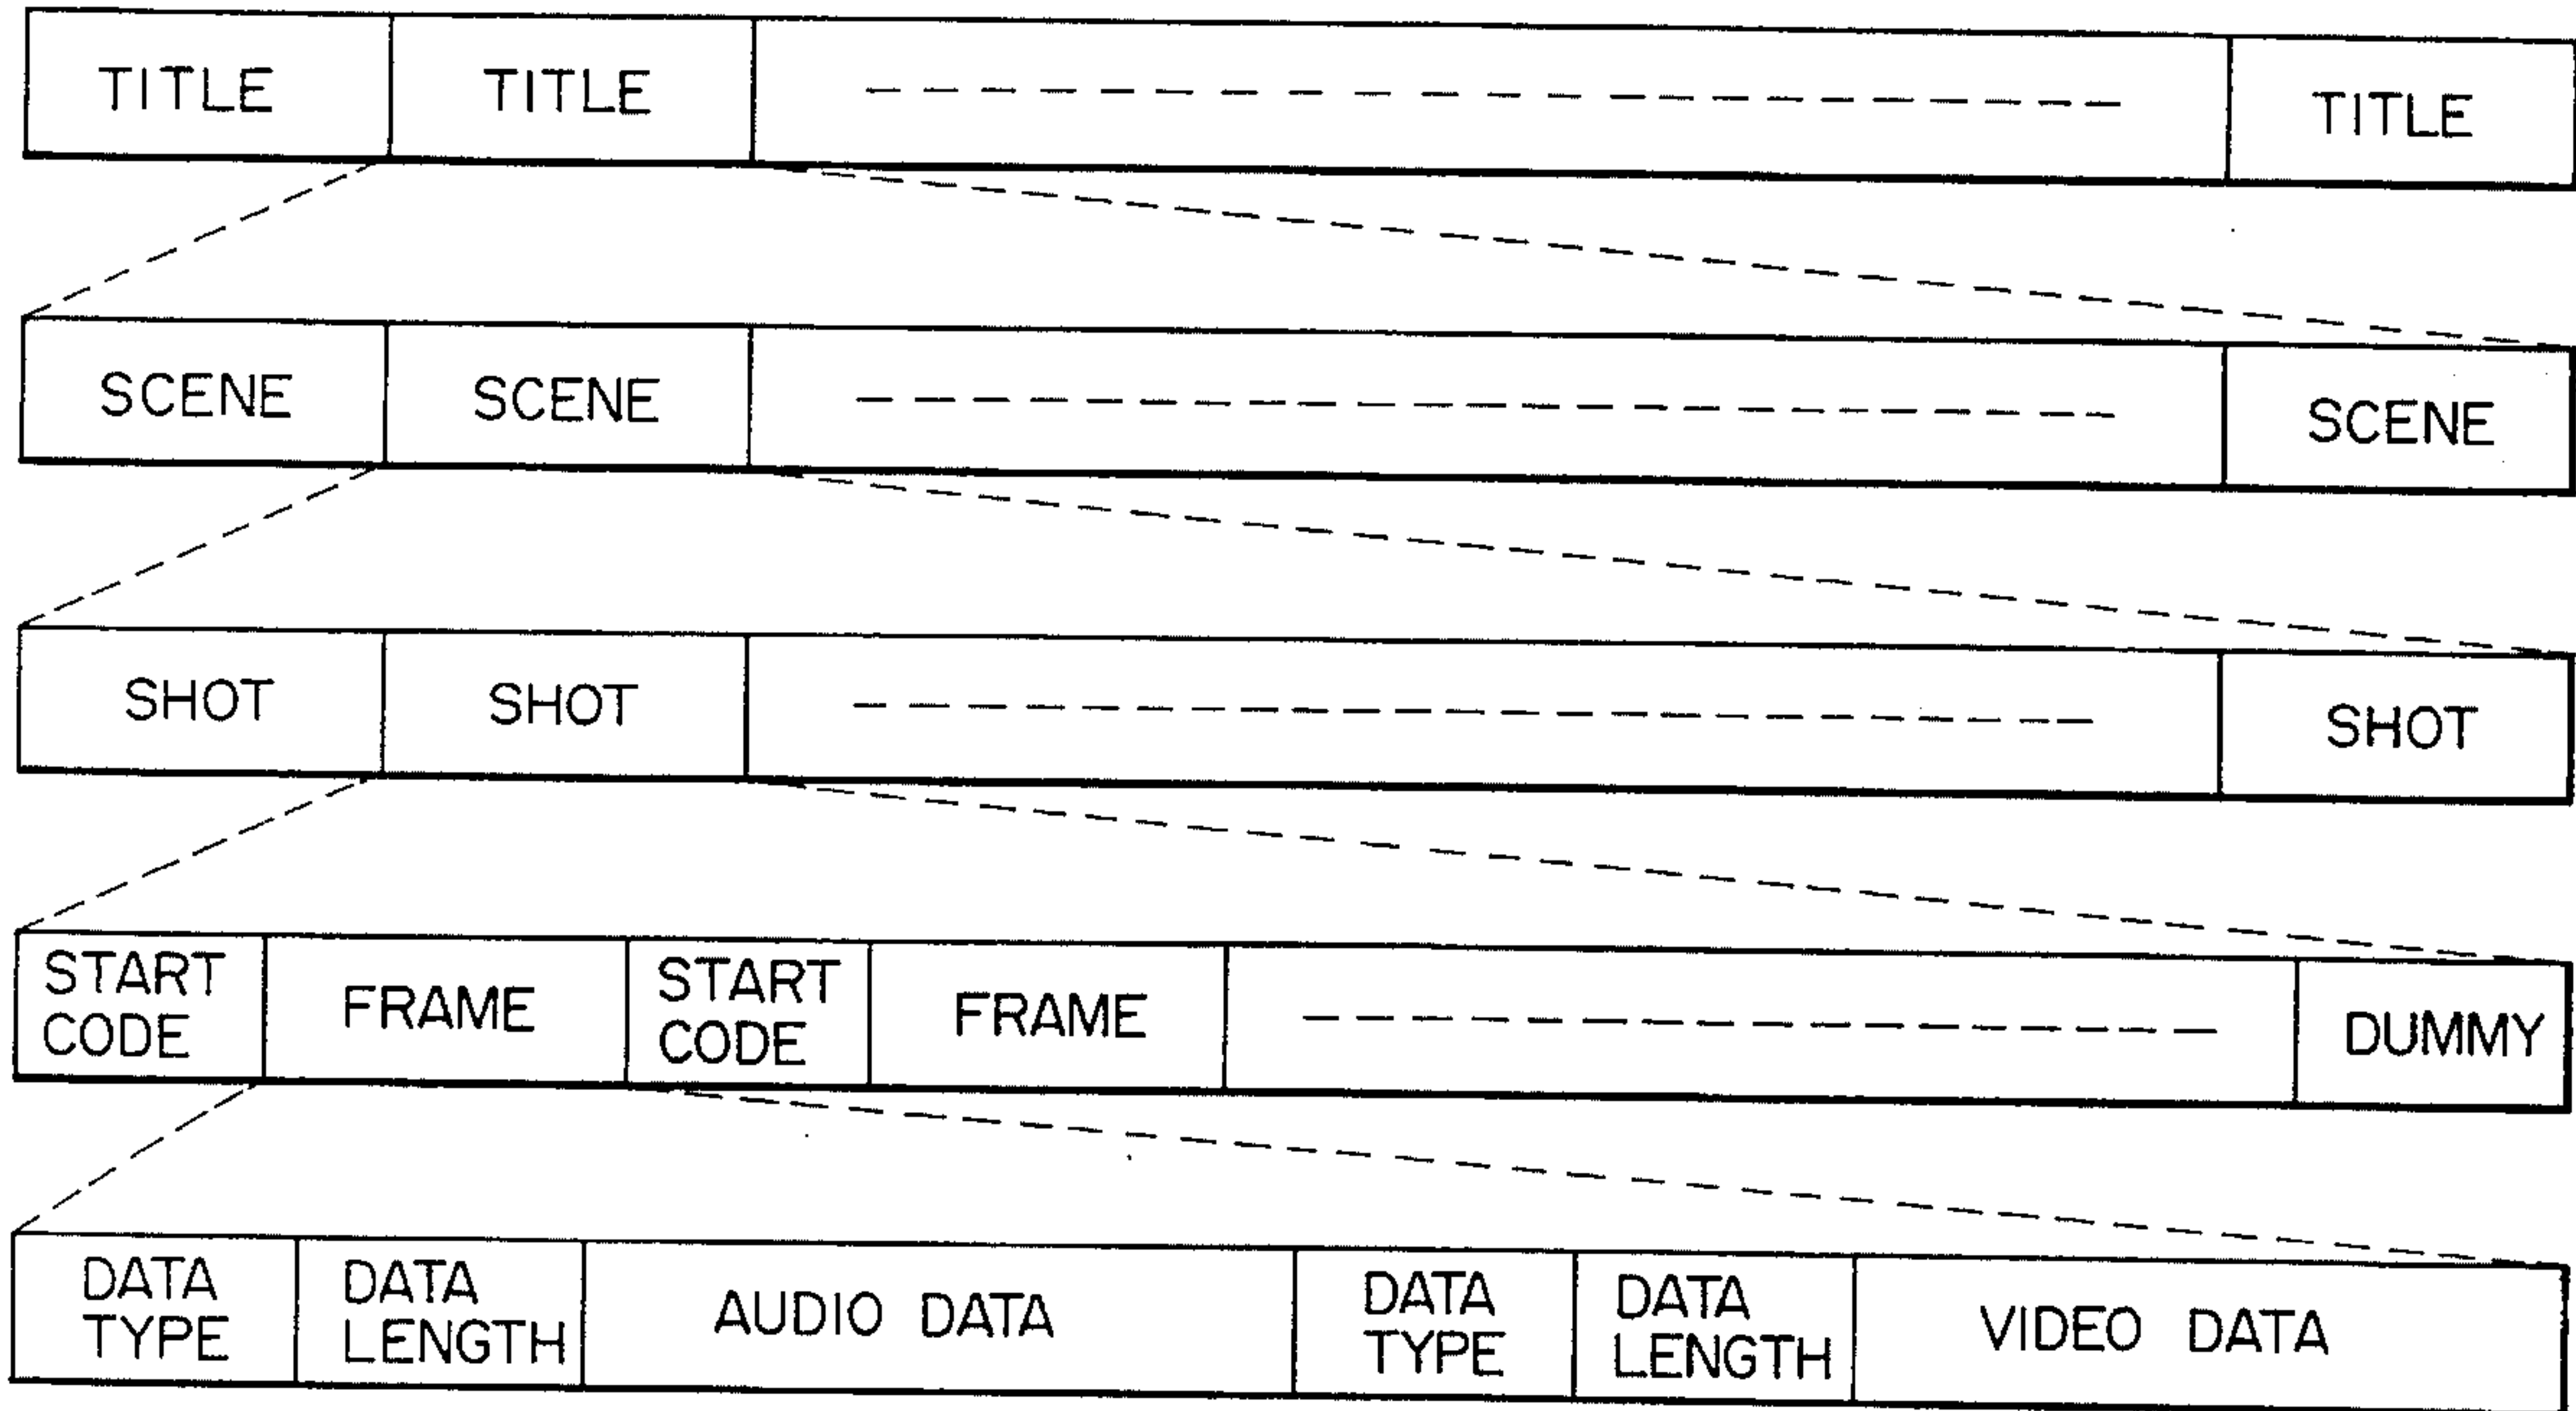 TITLE TITLE TITLE
SCENE SCENE SCENE
SHOT SHOT SHOT
START CODE FRAME START CODE FRAME DUMMY
DATA TYPE DATA LENGTH AUDIO DATA DATA TYPE DATA LENGTH VIDEO DATA